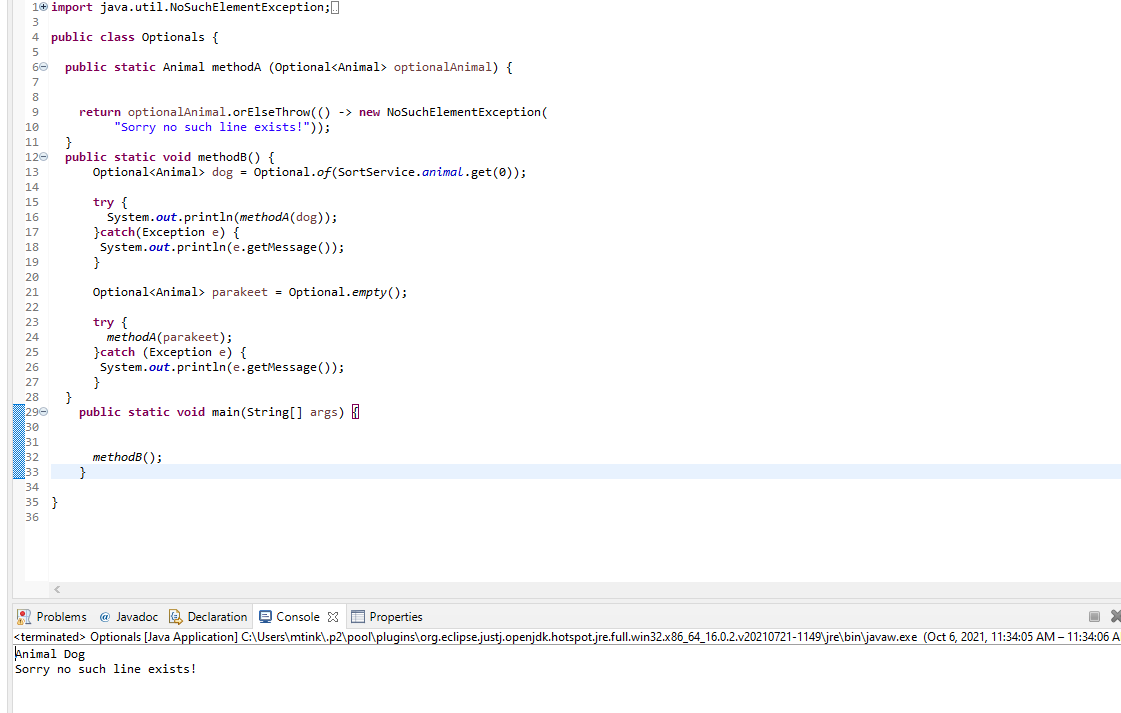 1 import java.util.NoSuchElementException;
3
4 public class Optionals {
5
6 public static Animal methodA (Optional<Animal> optionalAnimal) {
7
8
9 return optionalAnimal.orElseThrow(() -> new NoSuchElementException(
10 "Sorry no such line exists!"));
11 }
12 public static void methodB() {
13 Optional<Animal> dog = Optional.of(SortService.animal.get(0));
14
15 try {
16 System.out.println(methodA(dog));
17 }catch(Exception e) {
18 System.out.println(e.getMessage());
19 }
20
21 Optional<Animal> parakeet = Optional.empty();
22
23 try {
24 methodA(parakeet);
25 }catch (Exception e) {
26 System.out.println(e.getMessage());
27 }
28 }
29 public static void main(String[] args) {
30
31
32 methodB();
33 }
34
35 }
36
Problems @ Javadoc Declaration Console Properties
<terminated> Optionals [Java Application] C:\Users\mtink\.p2\pool\plugins\org.eclipse.justj.openjdk.hotspot.jre.full.win32.x86_64_16.0.2.v20210721-1149\jre\bin\javaw.exe (Oct 6, 2021, 11:34:05 AM – 11:34:06 A
Animal Dog
Sorry no such line exists!